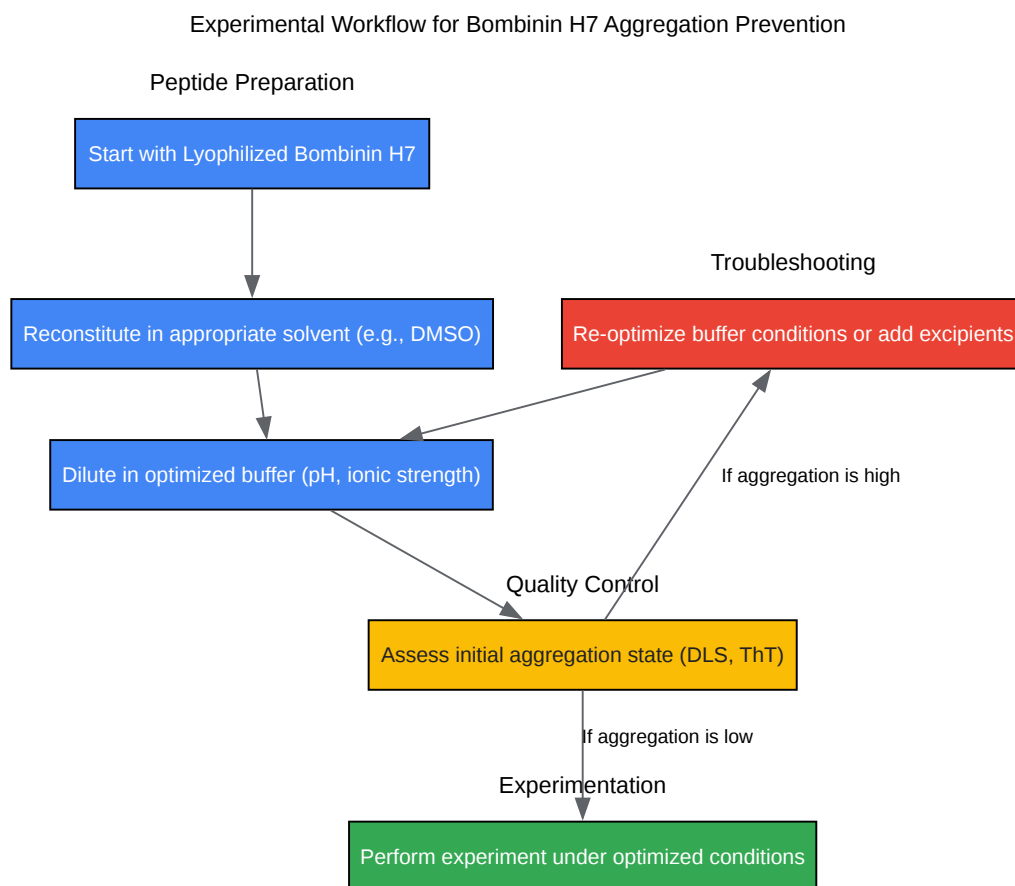 Experimental Workflow for Bombinin H7 Aggregation Prevention
Peptide Preparation
Start with Lyophilized Bombinin H7
Troubleshooting
Reconstitute in appropriate solvent (e.g., DMSO)
Re-optimize buffer conditions or add excipients
Dilute in optimized buffer (pH, ionic strength)
If aggregation is high
Quality Control
Assess initial aggregation state (DLS, ThT)
If aggregation is low
Experimentation
Perform experiment under optimized conditions